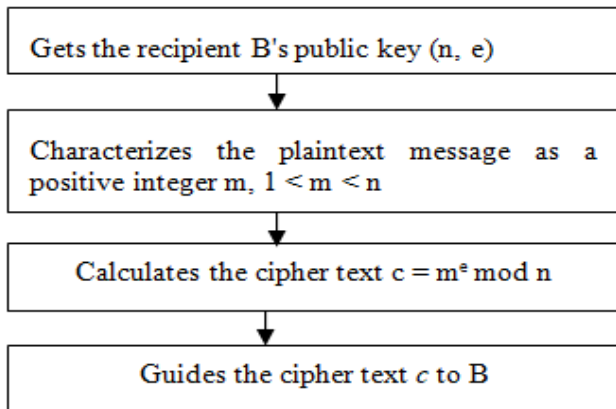 Gets the recipient B's public key (n, e)
Characterizes the plaintext message as a
positive integer m, 1 < m < n
Calculates the cipher text c = mᵉ mod n
Guides the cipher text c to B